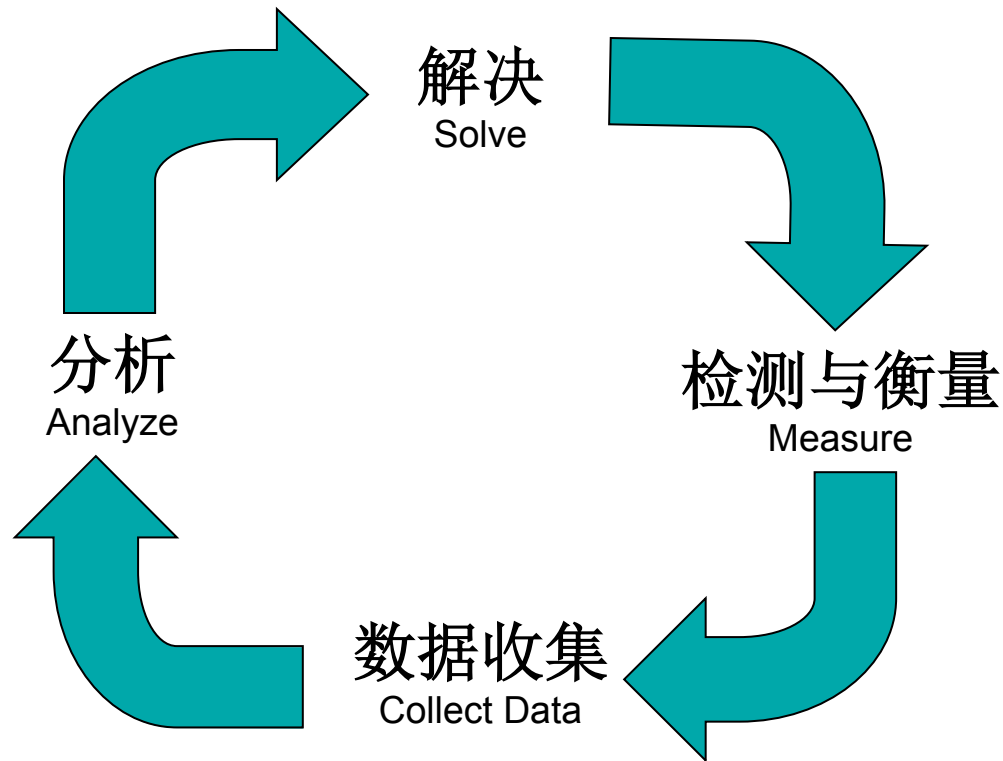 解决
Solve
分析
Analyze
检测与衡量
Measure
数据收集
Collect Data